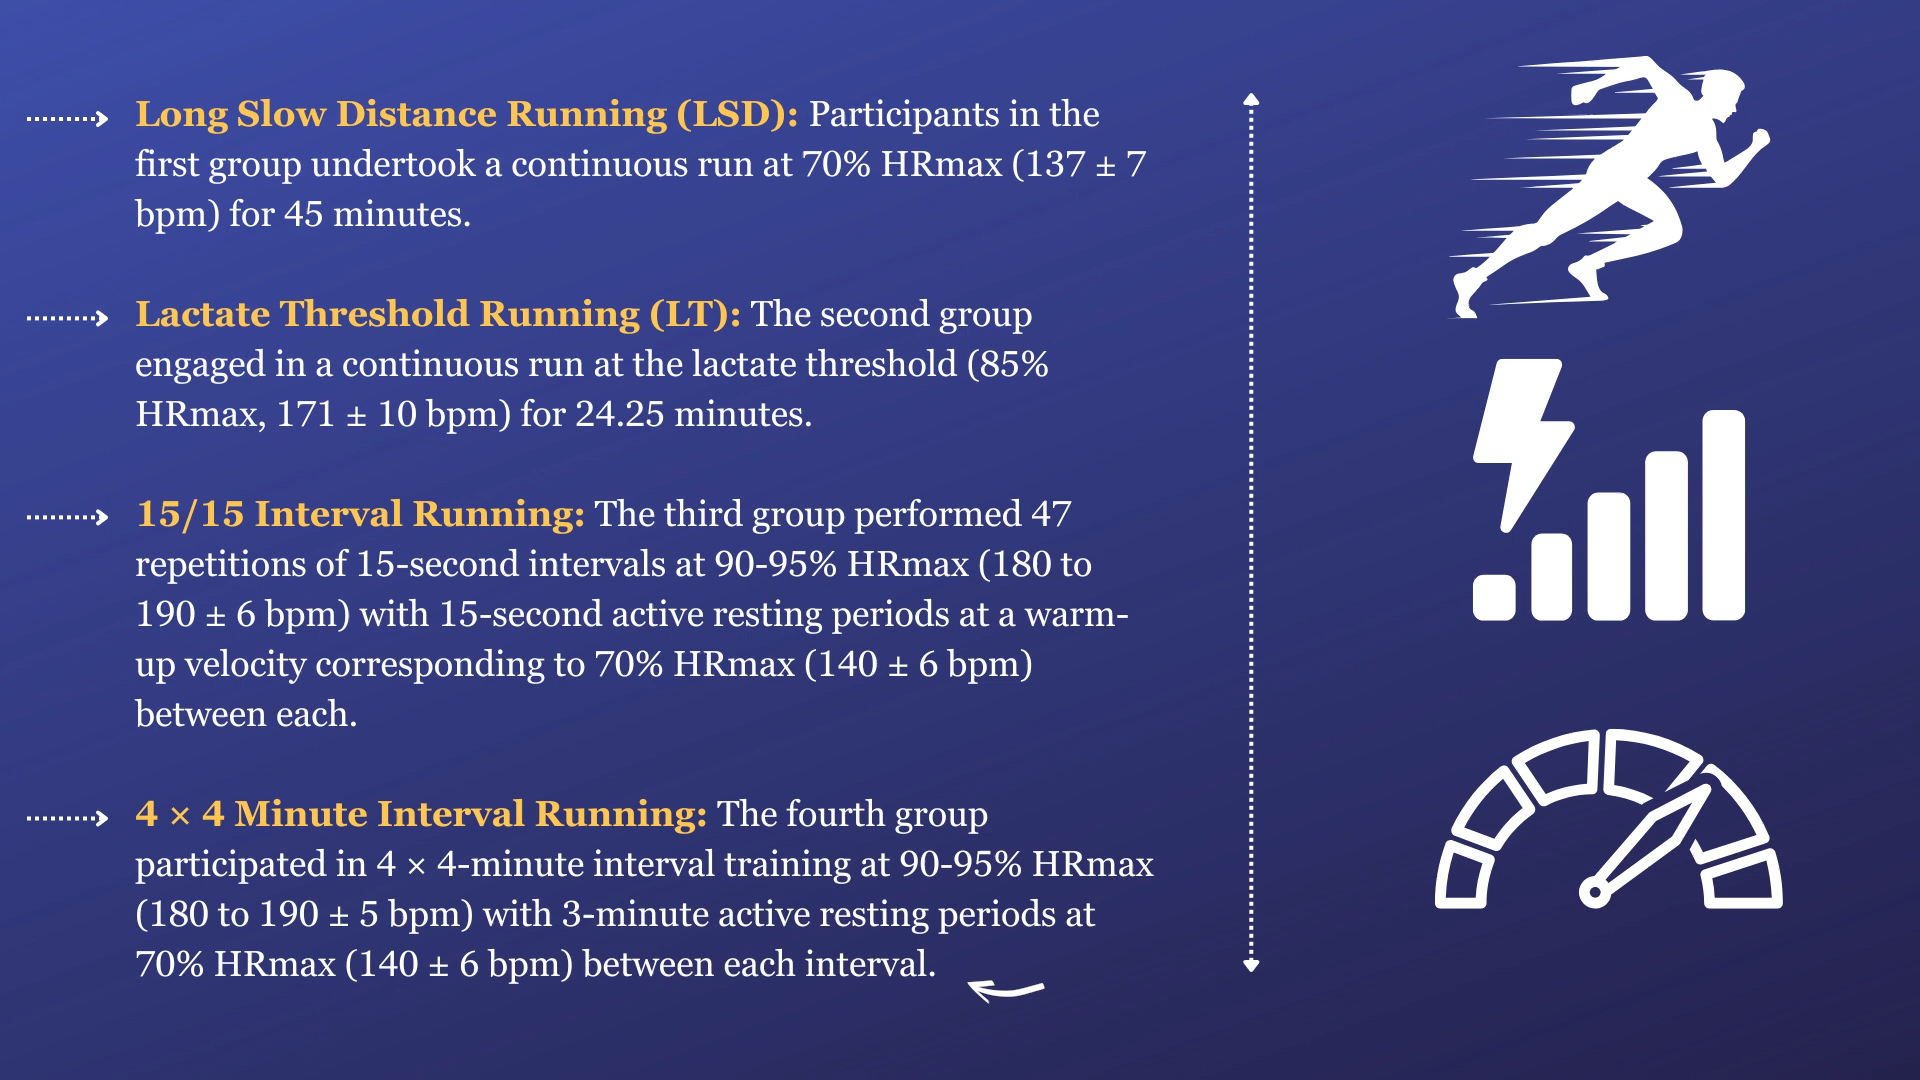 Long Slow Distance Running (LSD): Participants in the
first group undertook a continuous run at 70% HRmax (137 ± 7
bpm) for 45 minutes.
Lactate Threshold Running (LT): The second group
engaged in a continuous run at the lactate threshold (85%
HRmax, 171 ± 10 bpm) for 24.25 minutes.
15/15 Interval Running: The third group performed 47
repetitions of 15-second intervals at 90-95% HRmax (180 to
190 ± 6 bpm) with 15-second active resting periods at a warm-
up velocity corresponding to 70% HRmax (140 ± 6 bpm)
between each.
4 × 4 Minute Interval Running: The fourth group
participated in 4 × 4-minute interval training at 90-95% HRmax
(180 to 190 ± 5 bpm) with 3-minute active resting periods at
70% HRmax (140 ± 6 bpm) between each interval.